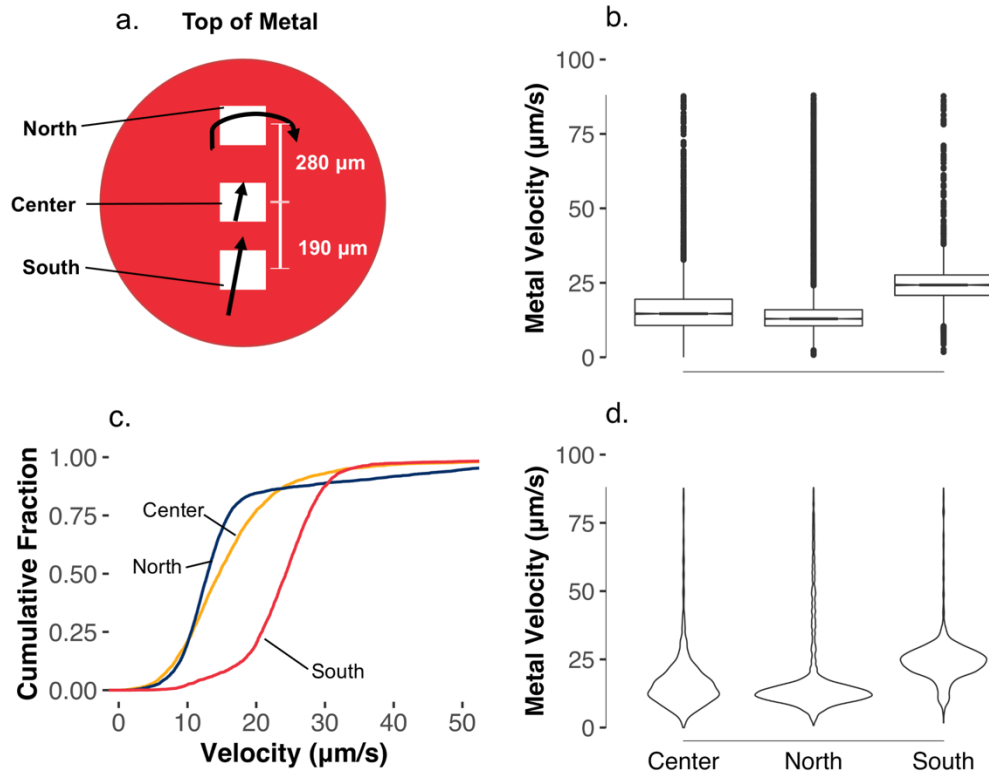 a.
Top of Metal
North
Center
South
280 µm
190 µm
b.
Metal Velocity (µm/s)
100
75
50
25
0
c.
Cumulative Fraction
1.00
0.75
0.50
0.25
0.00
Center
North
South
0 10 20 30 40 50
Velocity (µm/s)
d.
Metal Velocity (µm/s)
100
75
50
25
0
Center North South